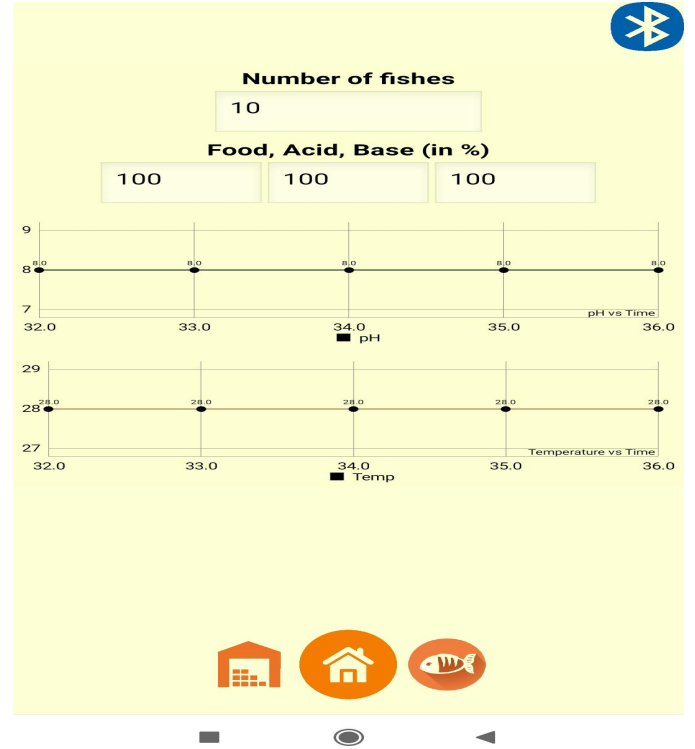 Number of fishes
10
Food, Acid, Base (in %)
100 100 100
9
8.0 8.0 8.0 8.0 8.0
8
7
pH vs Time
32.0 33.0 34.0 35.0 36.0
pH
29
28.0 28.0 28.0 28.0 28.0
28
27
Temperature vs Time
32.0 33.0 34.0 35.0 36.0
Temp